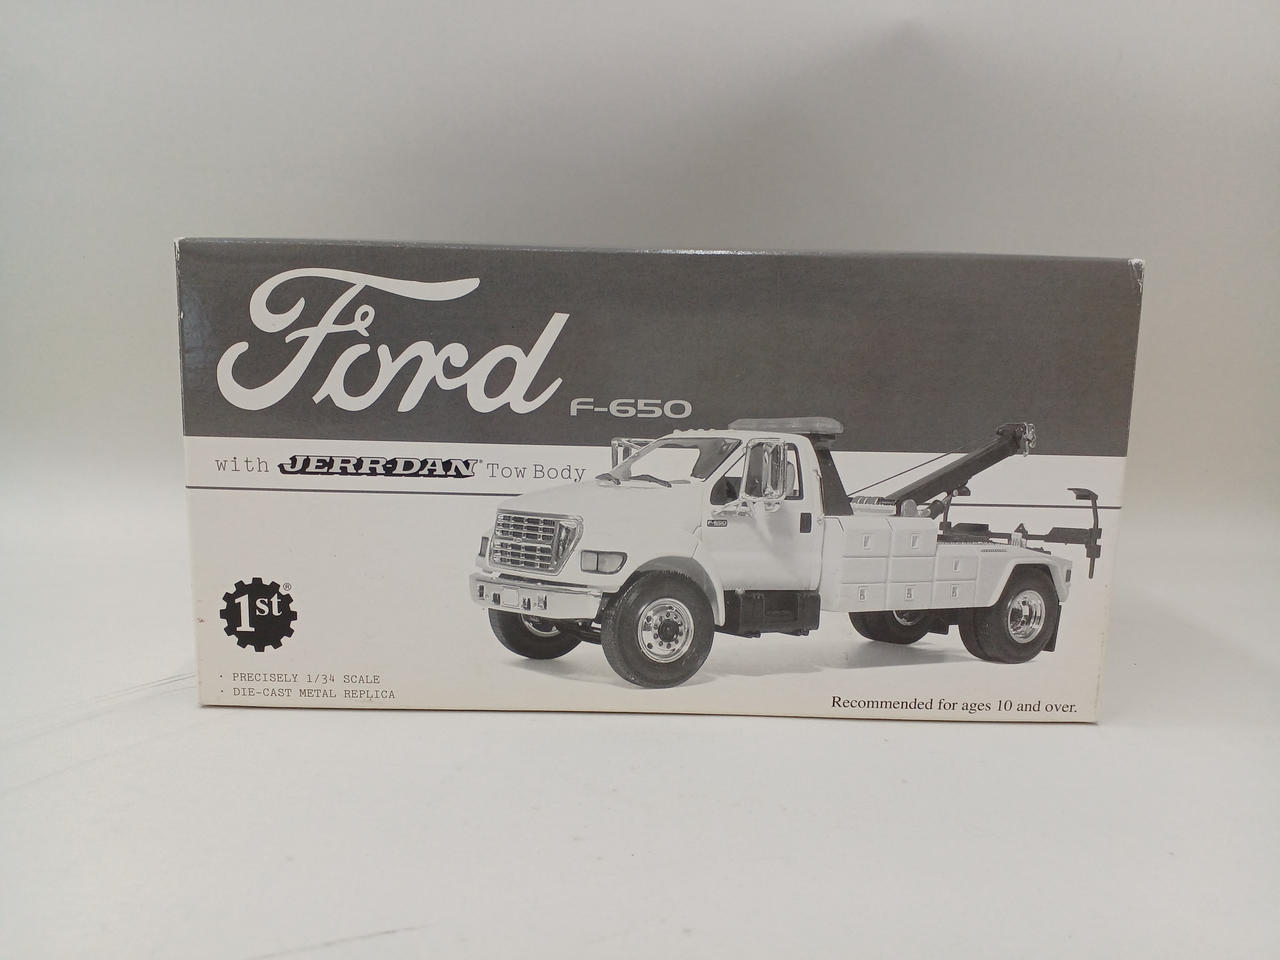 Ford
F-650
with JERR-DAN® Tow Body
F-650
1st®
· PRECISELY 1/34 SCALE
· DIE-CAST METAL REPLICA
Recommended for ages 10 and over.